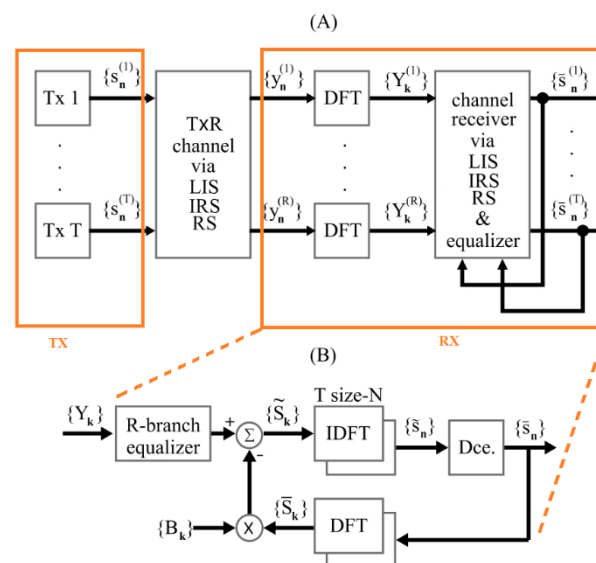 (A)
{s_n^(1)} {y_n^(1)} {Y_k^(1)} {s̄_n^(1)}
Tx 1
DFT
TxR
channel
via
LIS
IRS
RS
channel
receiver
via
LIS
IRS
RS
&
equalizer
{s_n^(T)} {y_n^(R)} {Y_k^(R)} {s̄_n^(T)}
Tx T
DFT
TX
RX
(B)
T size-N
{Y_k}
R-branch
equalizer
+
Σ
-
{S̃_k}
IDFT
{s̃_n}
Dce.
{s̄_n}
{B_k}
X
{S̄_k}
DFT